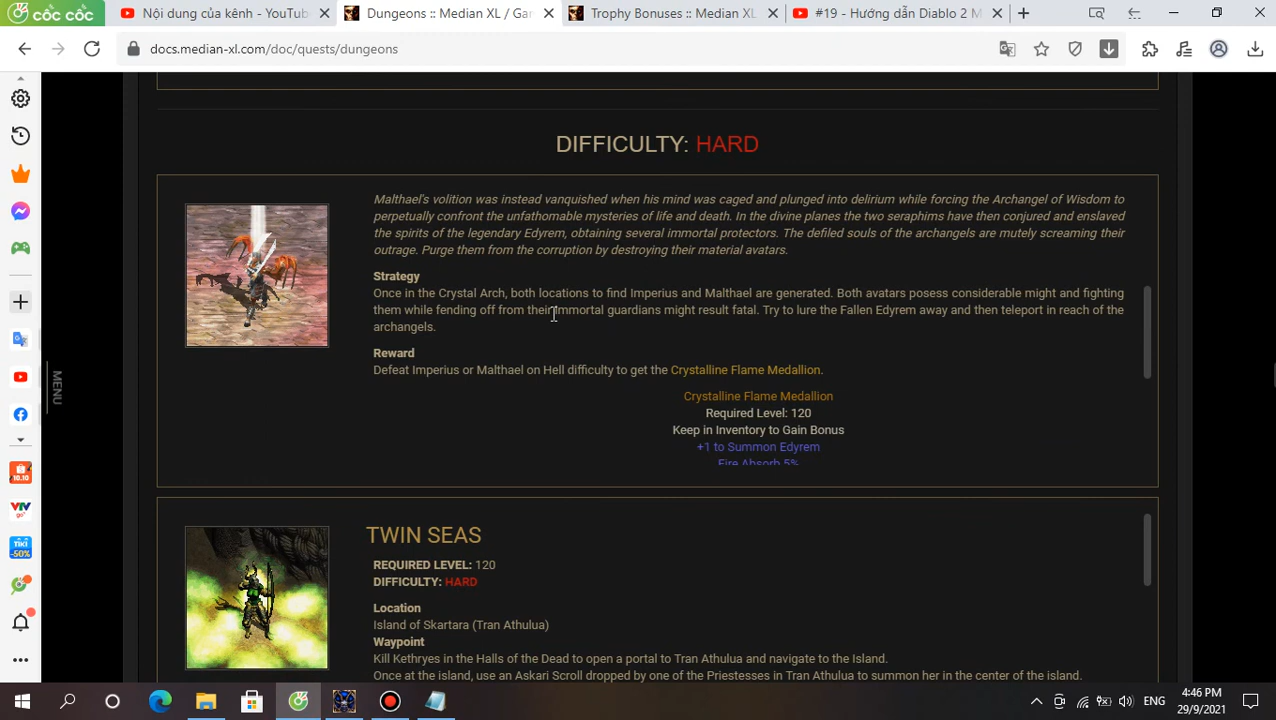 CỐC CỐC
Nội dung của kênh - YouTub
Dungeons :: Median XL / Gar
Trophy Bonuses :: Median X
#19 - Hướng dẫn Diablo 2 M
docs.median-xl.com/doc/quests/dungeons
MENU
DIFFICULTY: HARD
Malthael's volition was instead vanquished when his mind was caged and plunged into delirium while forcing the Archangel of Wisdom to
perpetually confront the unfathomable mysteries of life and death. In the divine planes the two seraphims have then conjured and enslaved
the spirits of the legendary Edyrem, obtaining several immortal protectors. The defiled souls of the archangels are mutely screaming their
outrage. Purge them from the corruption by destroying their material avatars.
Strategy
Once in the Crystal Arch, both locations to find Imperius and Malthael are generated. Both avatars posess considerable might and fighting
them while fending off from their immortal guardians might result fatal. Try to lure the Fallen Edyrem away and then teleport in reach of the
archangels.
Reward
Defeat Imperius or Malthael on Hell difficulty to get the Crystalline Flame Medallion.
Crystalline Flame Medallion
Required Level: 120
Keep in Inventory to Gain Bonus
+1 to Summon Edyrem
Fire Absorb 5%
TWIN SEAS
REQUIRED LEVEL: 120
DIFFICULTY: HARD
Location
Island of Skartara (Tran Athulua)
Waypoint
Kill Kethryes in the Halls of the Dead to open a portal to Tran Athulua and navigate to the Island.
Once at the island, use an Askari Scroll dropped by one of the Priestesses in Tran Athulua to summon her in the center of the island.
10.10
VTV
go
TIKI
-50%
ENG
4:46 PM
29/9/2021